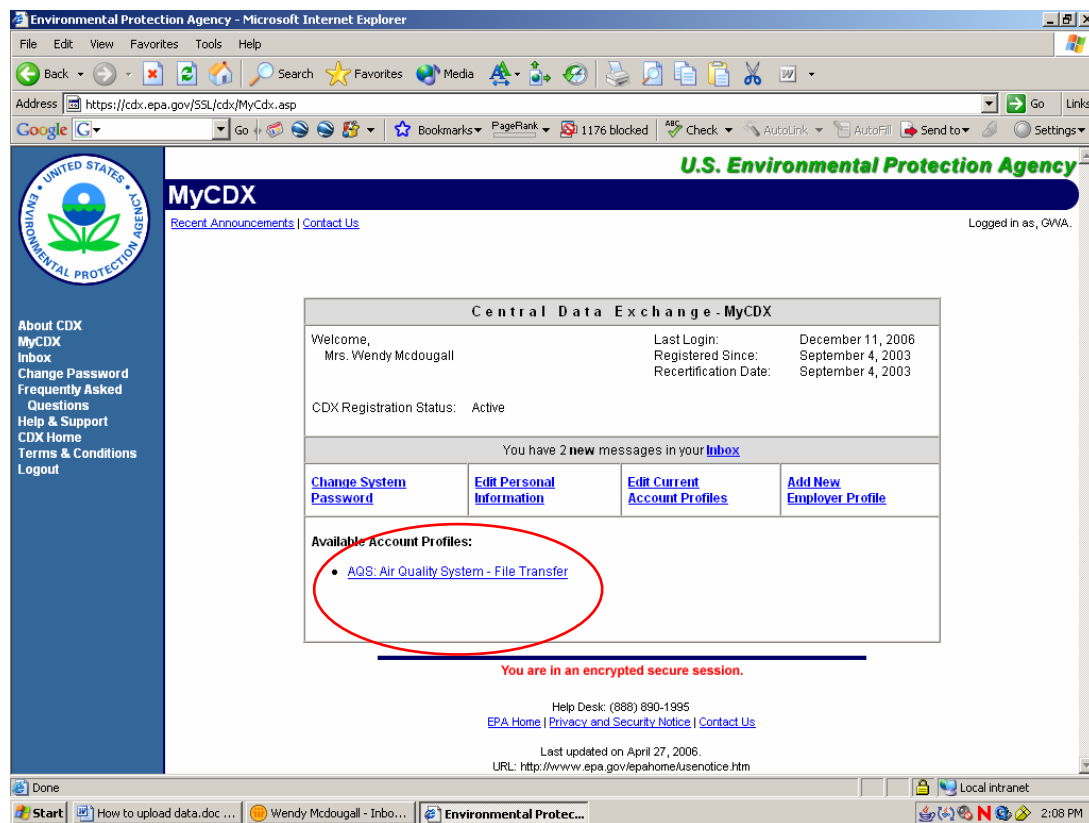 Environmental Protection Agency - Microsoft Internet Explorer
File Edit View Favorites Tools Help
Back Search Favorites Media
Address https://cdx.epa.gov/SSL/cdx/MyCdx.asp Go Links
Google G Go Bookmarks PageRank 1176 blocked ABC Check AutoLink AutoFill Send to Settings
UNITED STATES
ENVIRONMENTAL PROTECTION AGENCY
U.S. Environmental Protection Agency
MyCDX
Recent Announcements | Contact Us Logged in as, GWA.
About CDX
MyCDX
Inbox
Change Password
Frequently Asked
Questions
Help & Support
CDX Home
Terms & Conditions
Logout
Central Data Exchange - MyCDX
Welcome, Last Login: December 11, 2006
Mrs. Wendy Mcdougall Registered Since: September 4, 2003
Recertification Date: September 4, 2003
CDX Registration Status: Active
You have 2 new messages in your Inbox
Change System Edit Personal Edit Current Add New
Password Information Account Profiles Employer Profile
Available Account Profiles:
• AQS: Air Quality System - File Transfer
You are in an encrypted secure session.
Help Desk: (888) 890-1995
EPA Home | Privacy and Security Notice | Contact Us
Last updated on April 27, 2006.
URL: http://www.epa.gov/epahome/usenotice.htm
Done Local intranet
Start How to upload data.doc ... Wendy Mcdougall - Inbo... Environmental Protec... 2:08 PM